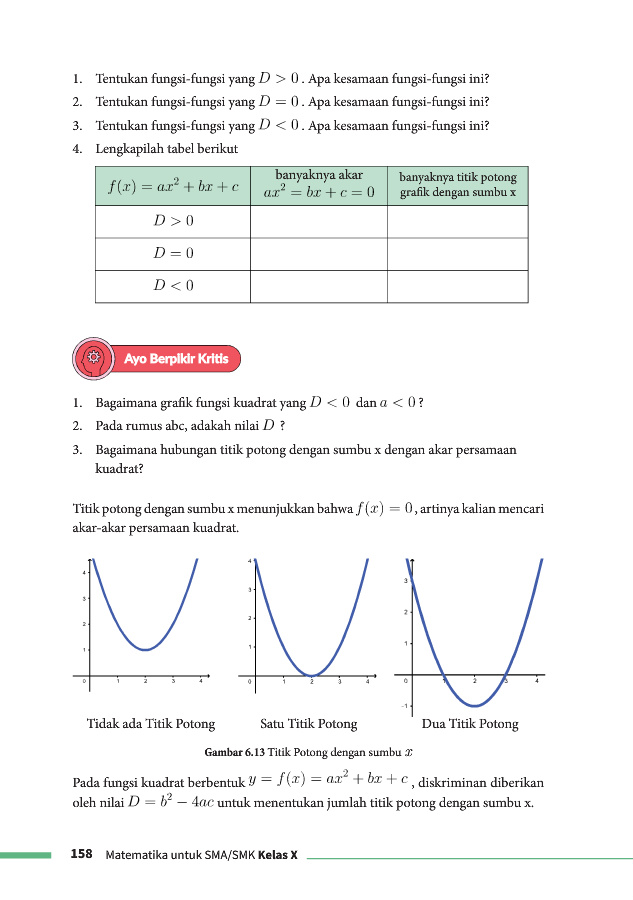 1. Tentukan fungsi-fungsi yang D > 0. Apa kesamaan fungsi-fungsi ini?
2. Tentukan fungsi-fungsi yang D = 0. Apa kesamaan fungsi-fungsi ini?
3. Tentukan fungsi-fungsi yang D < 0. Apa kesamaan fungsi-fungsi ini?
4. Lengkapilah tabel berikut
f(x) = ax² + bx + c
banyaknya akar
ax² = bx + c = 0
banyaknya titik potong
grafik dengan sumbu x
D > 0
D = 0
D < 0
Ayo Berpikir Kritis
1. Bagaimana grafik fungsi kuadrat yang D < 0 dan a < 0?
2. Pada rumus abc, adakah nilai D ?
3. Bagaimana hubungan titik potong dengan sumbu x dengan akar persamaan
kuadrat?
Titik potong dengan sumbu x menunjukkan bahwa f(x) = 0, artinya kalian mencari
akar-akar persamaan kuadrat.
4
3
2
1
0 1 2 3 4
4
3
2
1
0 1 2 3 4
3
2
1
0 1 2 3 4
-1
Tidak ada Titik Potong
Satu Titik Potong
Dua Titik Potong
Gambar 6.13 Titik Potong dengan sumbu x
Pada fungsi kuadrat berbentuk y = f(x) = ax² + bx + c, diskriminan diberikan
oleh nilai D = b² − 4ac untuk menentukan jumlah titik potong dengan sumbu x.
158 Matematika untuk SMA/SMK Kelas X